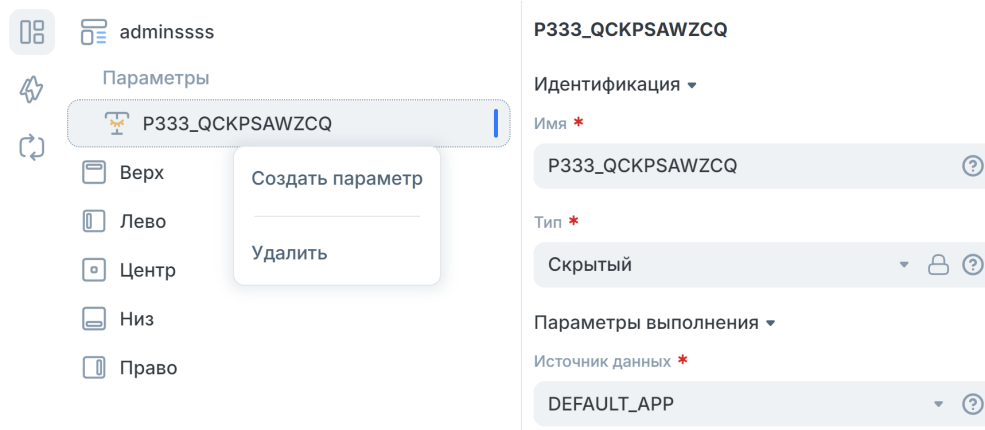 adminssss
Параметры
P333_QCKPSAWZCQ
Верх
Лево
Центр
Низ
Право
Создать параметр
Удалить
P333_QCKPSAWZCQ
Идентификация
Имя *
P333_QCKPSAWZCQ
Тип *
Скрытый
Параметры выполнения
Источник данных *
DEFAULT_APP